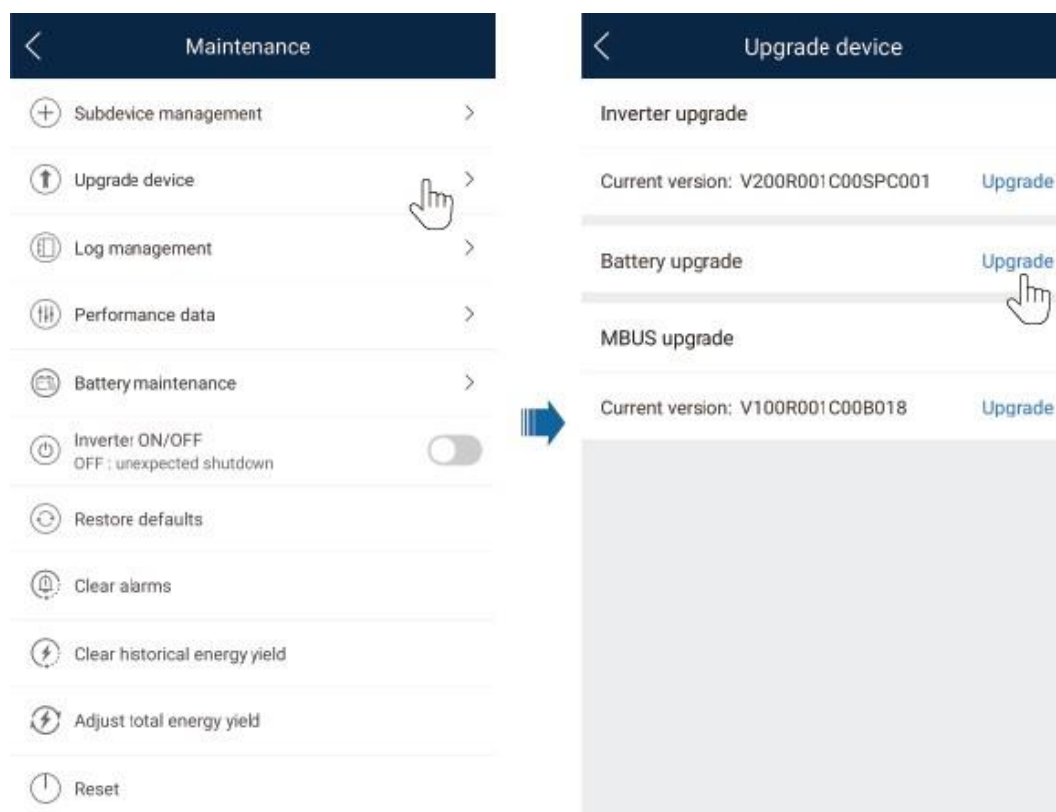 Maintenance
Subdevice management
Upgrade device
Log management
Performance data
Battery maintenance
Inverter ON/OFF
OFF : unexpected shutdown
Restore defaults
Clear alarms
Clear historical energy yield
Adjust total energy yield
Reset
Upgrade device
Inverter upgrade
Current version: V200R001C00SPC001 Upgrade
Battery upgrade Upgrade
MBUS upgrade
Current version: V100R001C00B018 Upgrade